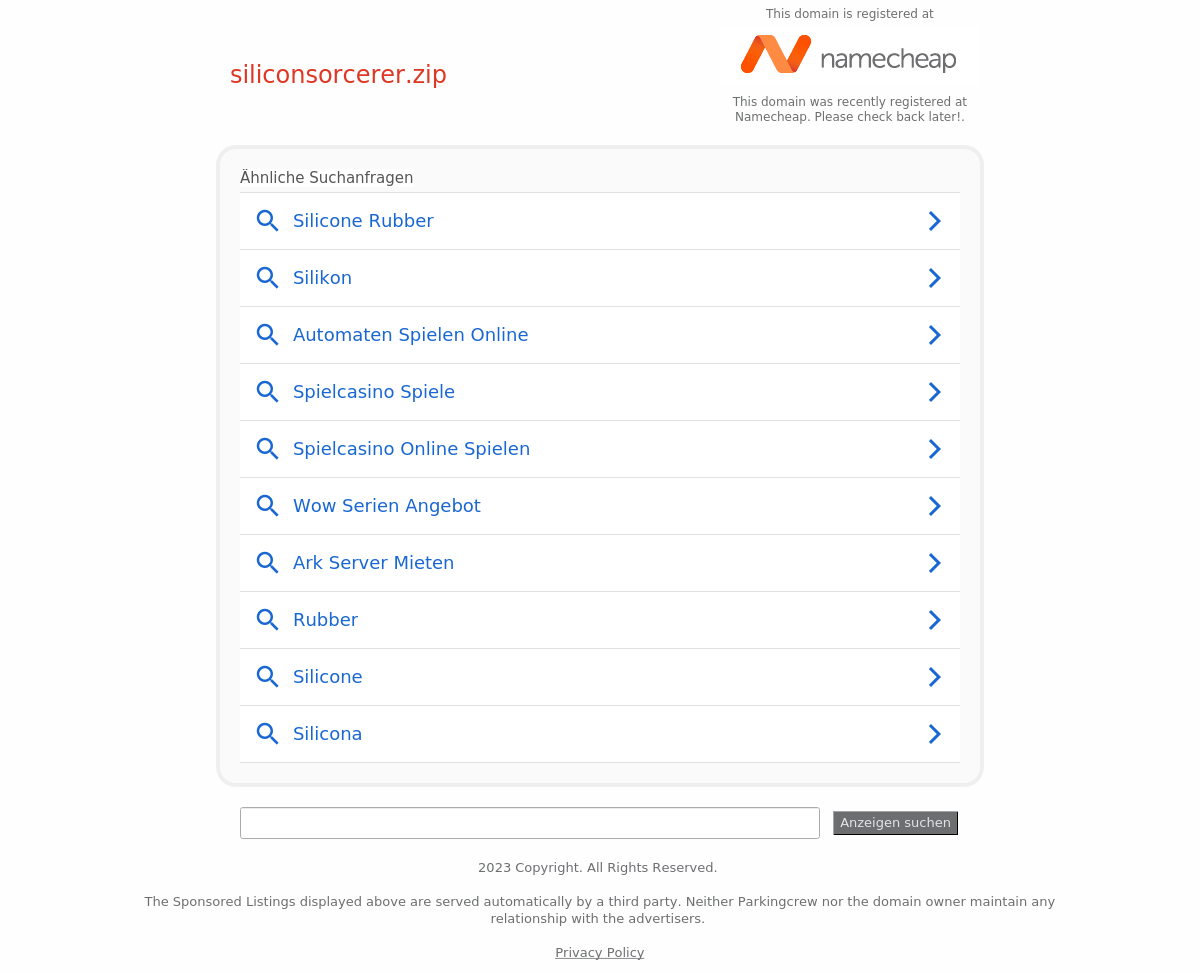 This domain is registered at
namecheap
siliconsorcerer.zip
This domain was recently registered at
Namecheap. Please check back later!.
Ähnliche Suchanfragen
Silicone Rubber
Silikon
Automaten Spielen Online
Spielcasino Spiele
Spielcasino Online Spielen
Wow Serien Angebot
Ark Server Mieten
Rubber
Silicone
Silicona
Anzeigen suchen
2023 Copyright. All Rights Reserved.
The Sponsored Listings displayed above are served automatically by a third party. Neither Parkingcrew nor the domain owner maintain any
relationship with the advertisers.
Privacy Policy